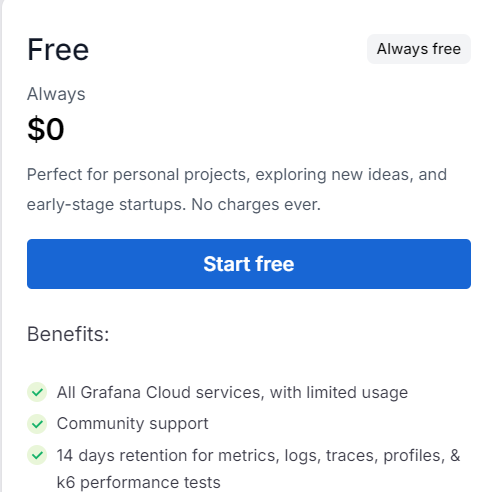 Free
Always free
Always
$0
Perfect for personal projects, exploring new ideas, and
early-stage startups. No charges ever.
Start free
Benefits:
All Grafana Cloud services, with limited usage
Community support
14 days retention for metrics, logs, traces, profiles, &
k6 performance tests